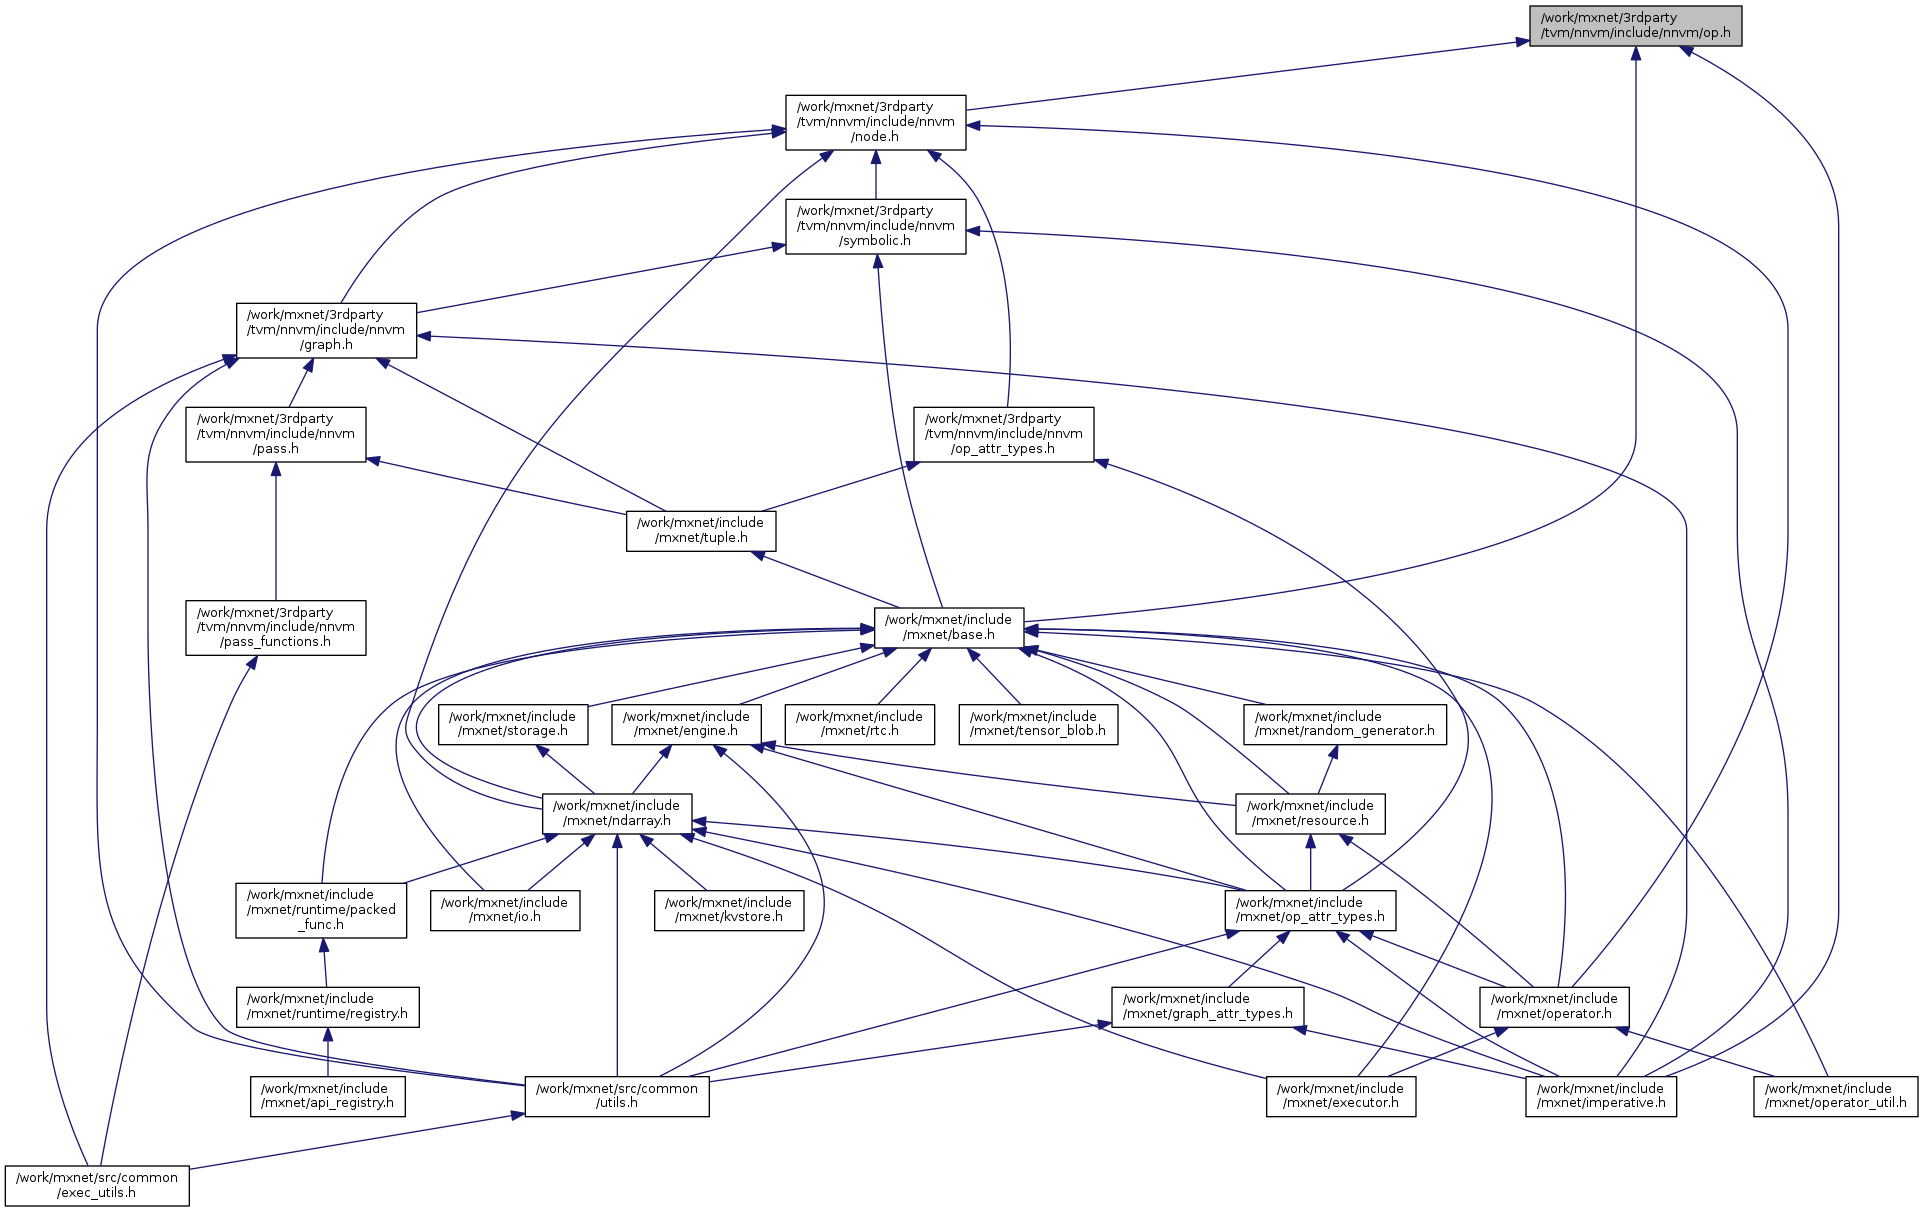 /work/mxnet/3rdparty
/tvm/nnvm/include/nnvm/op.h
/work/mxnet/3rdparty
/tvm/nnvm/include/nnvm
/node.h
/work/mxnet/3rdparty
/tvm/nnvm/include/nnvm
/symbolic.h
/work/mxnet/3rdparty
/tvm/nnvm/include/nnvm
/graph.h
/work/mxnet/3rdparty
/tvm/nnvm/include/nnvm
/pass.h
/work/mxnet/3rdparty
/tvm/nnvm/include/nnvm
/op_attr_types.h
/work/mxnet/include
/mxnet/tuple.h
/work/mxnet/3rdparty
/tvm/nnvm/include/nnvm
/pass_functions.h
/work/mxnet/include
/mxnet/base.h
/work/mxnet/include
/mxnet/storage.h
/work/mxnet/include
/mxnet/engine.h
/work/mxnet/include
/mxnet/rtc.h
/work/mxnet/include
/mxnet/tensor_blob.h
/work/mxnet/include
/mxnet/random_generator.h
/work/mxnet/include
/mxnet/ndarray.h
/work/mxnet/include
/mxnet/resource.h
/work/mxnet/include
/mxnet/runtime/packed
_func.h
/work/mxnet/include
/mxnet/io.h
/work/mxnet/include
/mxnet/kvstore.h
/work/mxnet/include
/mxnet/op_attr_types.h
/work/mxnet/include
/mxnet/runtime/registry.h
/work/mxnet/include
/mxnet/graph_attr_types.h
/work/mxnet/include
/mxnet/operator.h
/work/mxnet/include
/mxnet/api_registry.h
/work/mxnet/src/common
/utils.h
/work/mxnet/include
/mxnet/executor.h
/work/mxnet/include
/mxnet/imperative.h
/work/mxnet/include
/mxnet/operator_util.h
/work/mxnet/src/common
/exec_utils.h